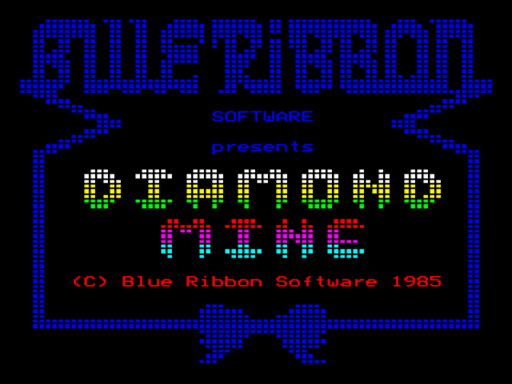 BLUE RiBBON
SOFTWARE
presents
DIAMOND
MINE
(C) Blue Ribbon Software 1985